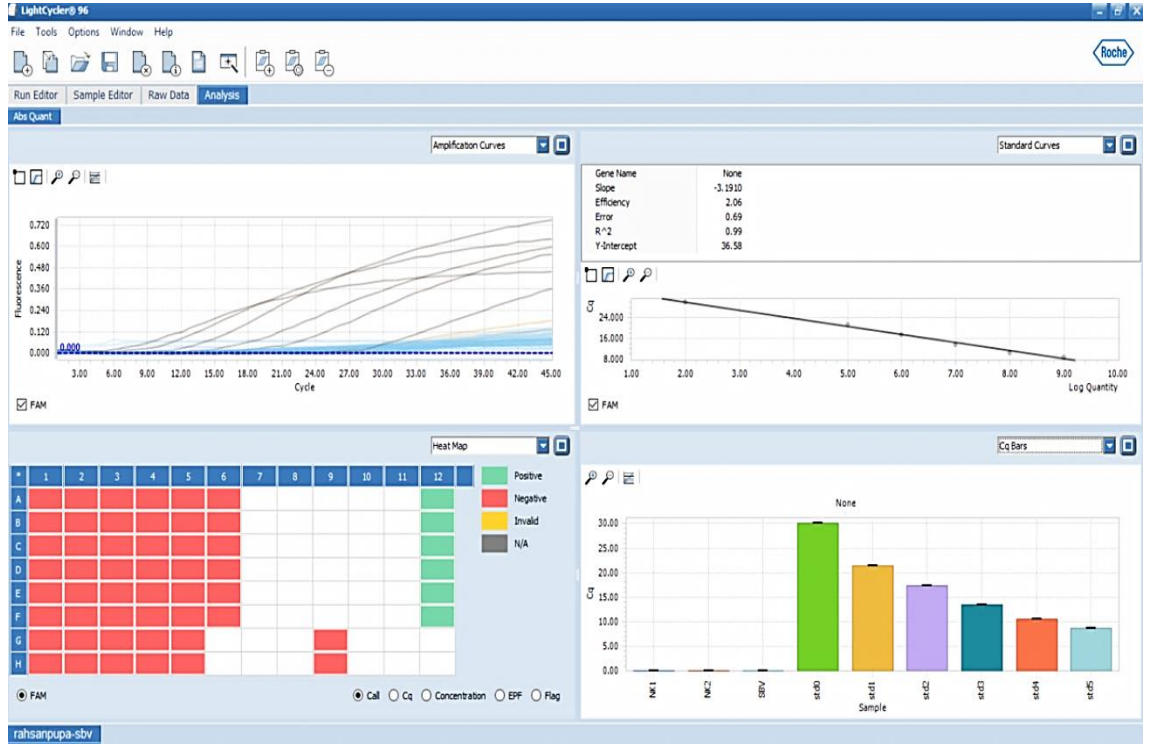 LightCycler® 96
File Tools Options Window Help
Roche
Run Editor Sample Editor Raw Data Analysis
Abs Quant
Amplification Curves
Fluorescence
0.720
0.600
0.480
0.360
0.240
0.120
0.000
0.000
3.00 6.00 9.00 12.00 15.00 18.00 21.00 24.00 27.00 30.00 33.00 36.00 39.00 42.00 45.00
Cycle
FAM
Standard Curves
Gene Name None
Slope -3.1910
Efficiency 2.06
Error 0.69
R^2 0.99
Y-Intercept 36.58
Cq
24.000
16.000
8.000
1.00 2.00 3.00 4.00 5.00 6.00 7.00 8.00 9.00 10.00
Log Quantity
FAM
Heat Map
* 1 2 3 4 5 6 7 8 9 10 11 12
A
B
C
D
E
F
G
H
Positive
Negative
Invalid
N/A
FAM Call Cq Concentration EPF Flag
Cq Bars
None
Cq
30.00
25.00
20.00
15.00
10.00
5.00
0.00
NK1 NK2 SBV std0 std1 std2 std3 std4 std5
Sample
rahsanpupa-sbv